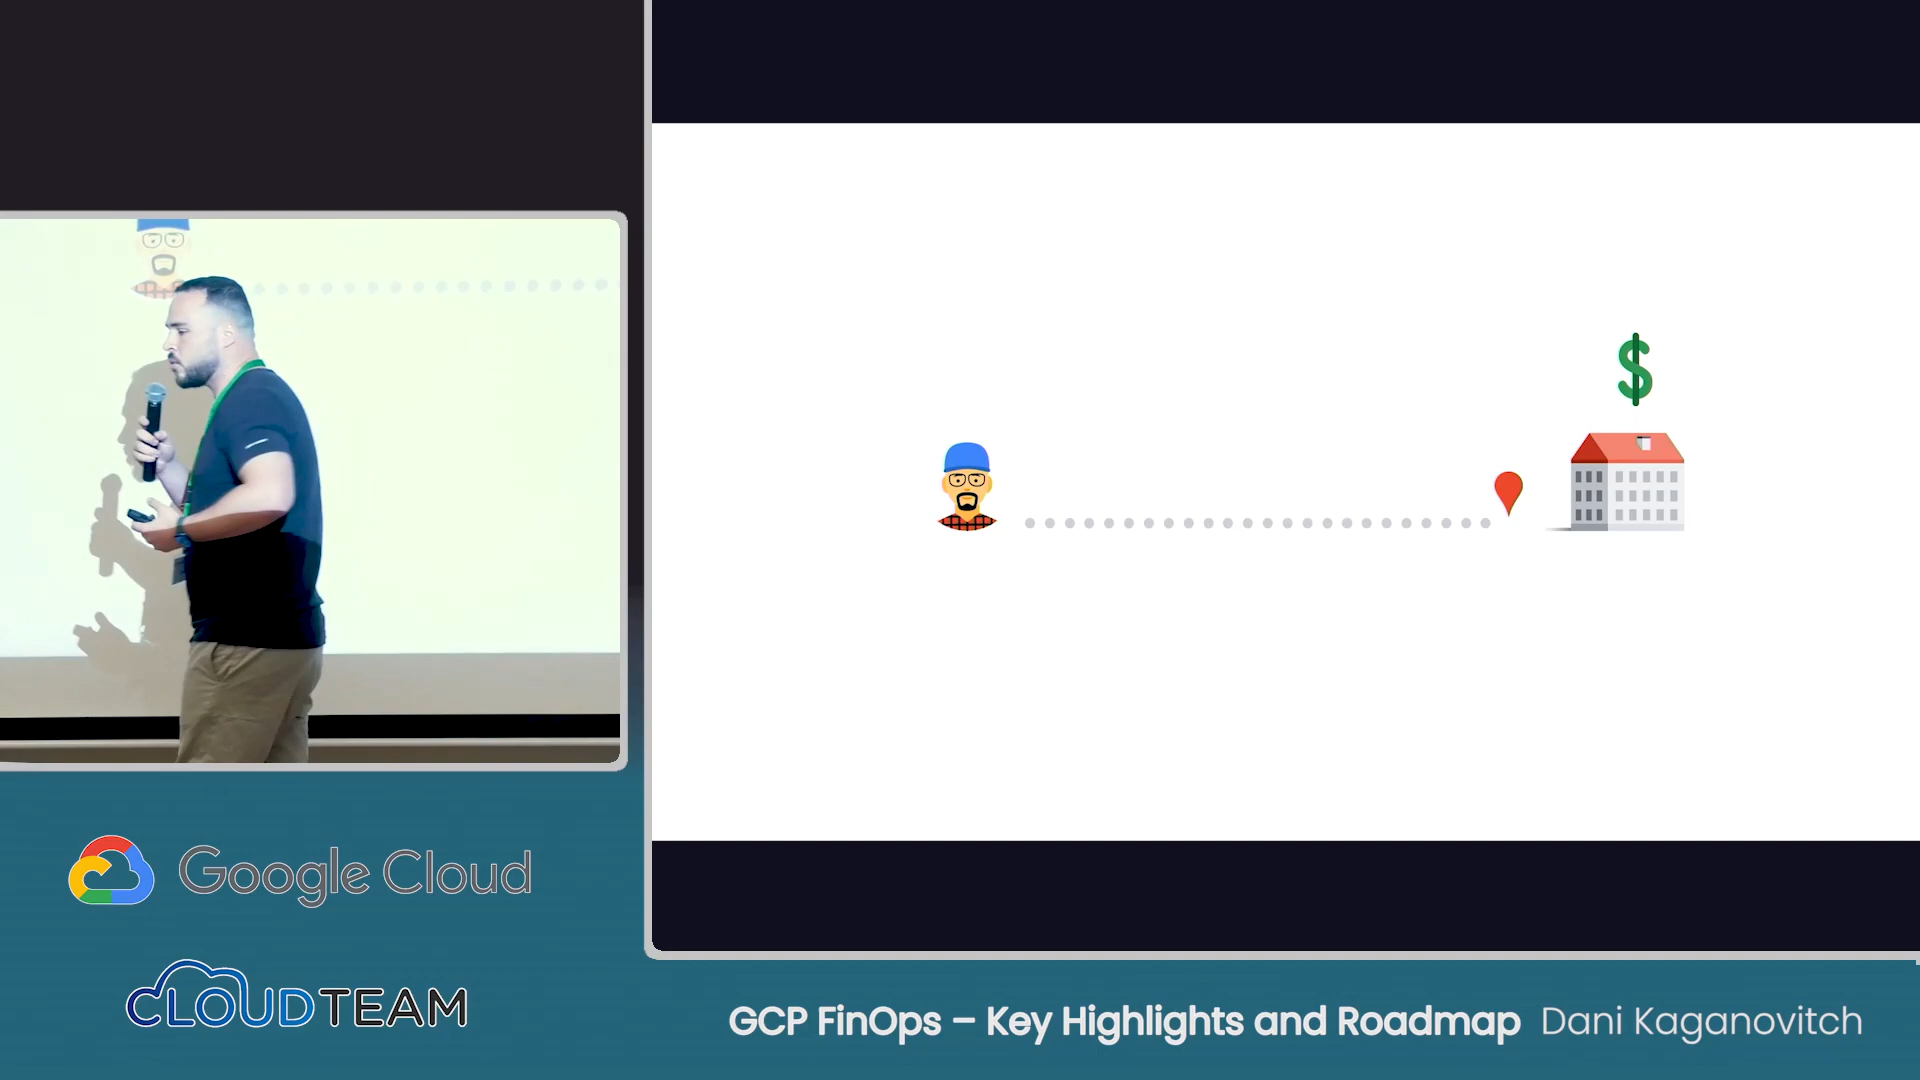 $
Google Cloud
CLOUDTEAM
GCP FinOps – Key Highlights and Roadmap Dani Kaganovitch